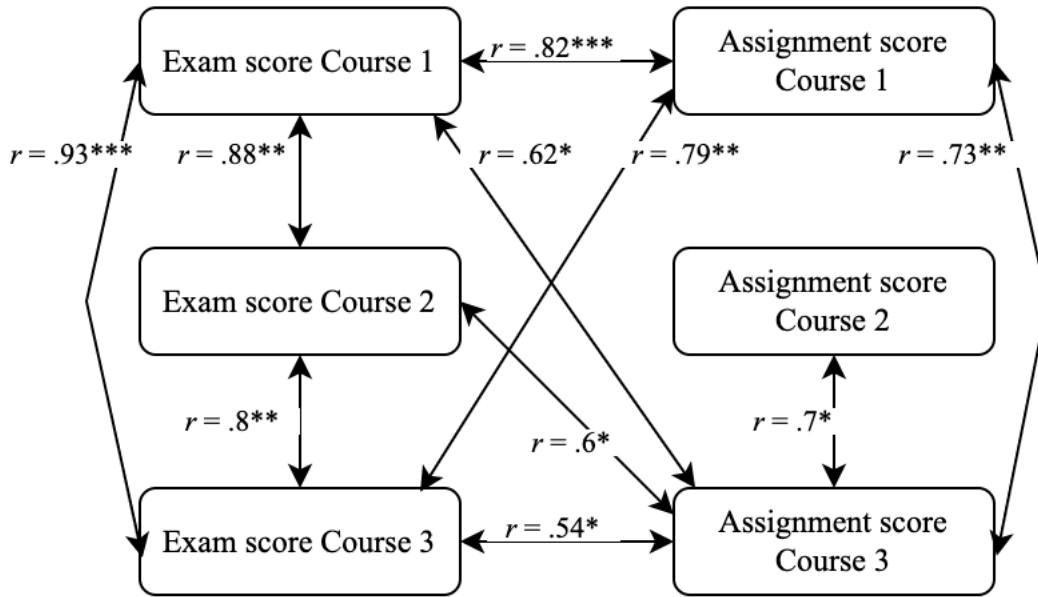 Exam score Course 1
r = .82***
Assignment score
Course 1
r = .93***
r = .88**
r = .62*
r = .79**
r = .73**
Exam score Course 2
Assignment score
Course 2
r = .8**
r = .6*
r = .7*
Exam score Course 3
r = .54*
Assignment score
Course 3